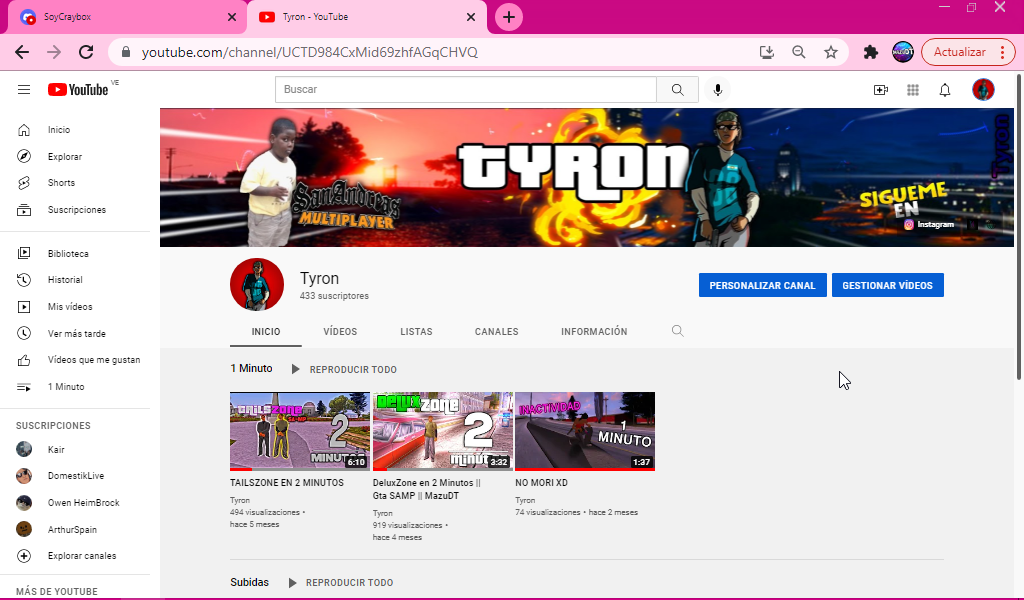 SoyCraybox
Tyron - YouTube
youtube.com/channel/UCTD984CxMid69zhfAGqCHVQ
Actualizar
YouTube VE
Buscar
Inicio
Explorar
Shorts
Suscripciones
Biblioteca
Historial
Mis vídeos
Ver más tarde
Vídeos que me gustan
1 Minuto
SUSCRIPCIONES
Kair
DomestikLive
Owen HeimBrock
ArthurSpain
Explorar canales
MÁS DE YOUTUBE
SanAndreas
MULTIPLAYER
TYRON
Tyron
SIGUEME
EN
Instagram
Tyron
433 suscriptores
PERSONALIZAR CANAL
GESTIONAR VÍDEOS
INICIO
VÍDEOS
LISTAS
CANALES
INFORMACIÓN
1 Minuto
REPRODUCIR TODO
TAILSZONE
SA-MP
2
MINUTOS
6:10
TAILSZONE EN 2 MINUTOS
Tyron
494 visualizaciones •
hace 5 meses
DELUXZONE
2
MINUTOS
3:32
DeluxZone en 2 Minutos ||
Gta SAMP || MazuDT
Tyron
919 visualizaciones •
hace 4 meses
INACTIVIDAD
1
MINUTO
1:37
NO MORI XD
Tyron
74 visualizaciones • hace 2 meses
Subidas
REPRODUCIR TODO